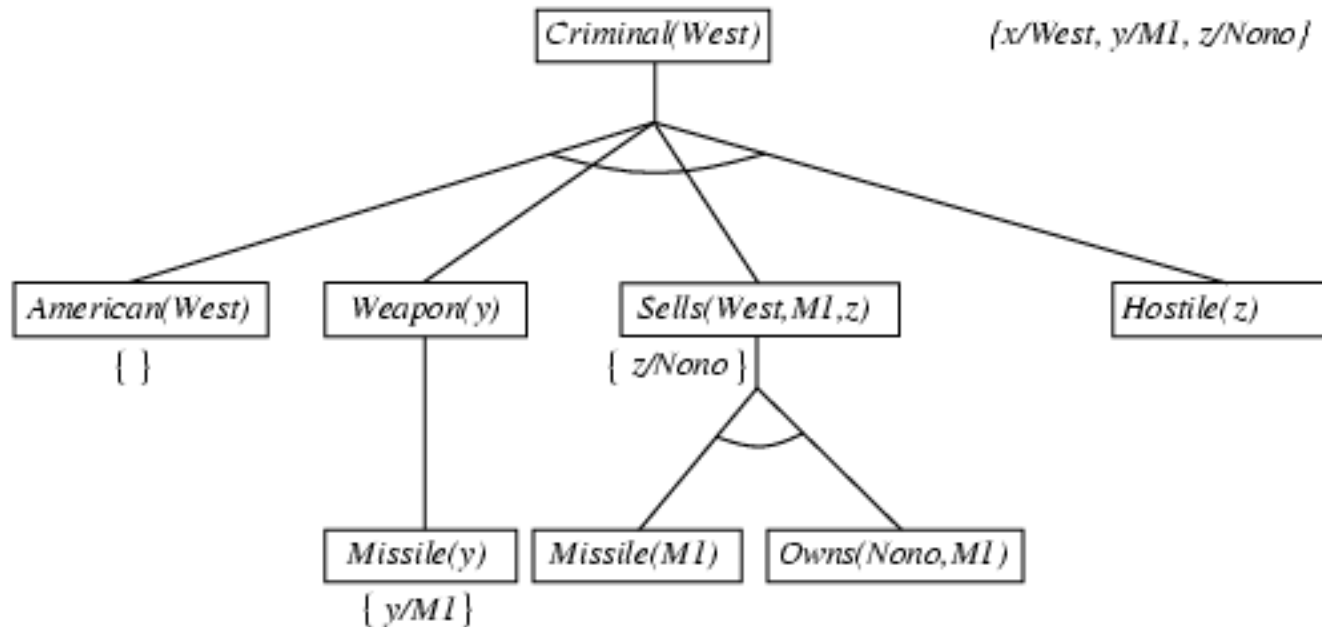 Criminal(West)
{x/West, y/M1, z/Nono}
American(West)
Weapon(y)
Sells(West,M1,z)
Hostile(z)
{ }
{ z/Nono }
Missile(y)
Missile(M1)
Owns(Nono,M1)
{ y/M1 }